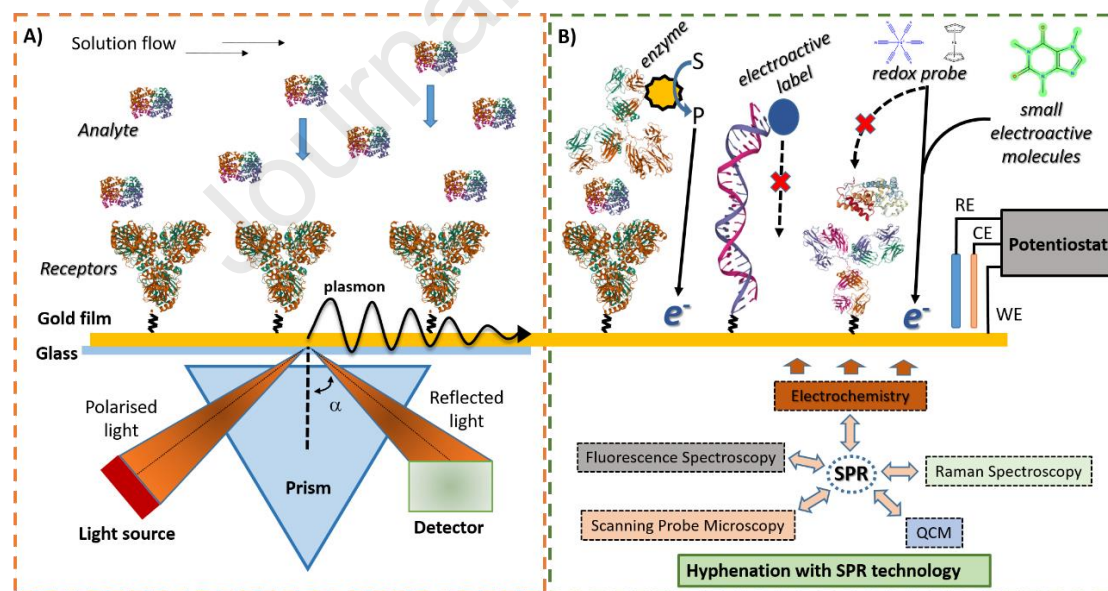 A)
Solution flow
Analyte
Receptors
plasmon
Gold film
Glass
Polarised
light
α
Reflected
light
Prism
Light source
Detector
Journal
B)
enzyme
S
P
electroactive
label
redox probe
small
electroactive
molecules
RE
CE
Potentiostat
WE
e-
e-
Electrochemistry
Fluorescence Spectroscopy
SPR
Raman Spectroscopy
Scanning Probe Microscopy
QCM
Hyphenation with SPR technology